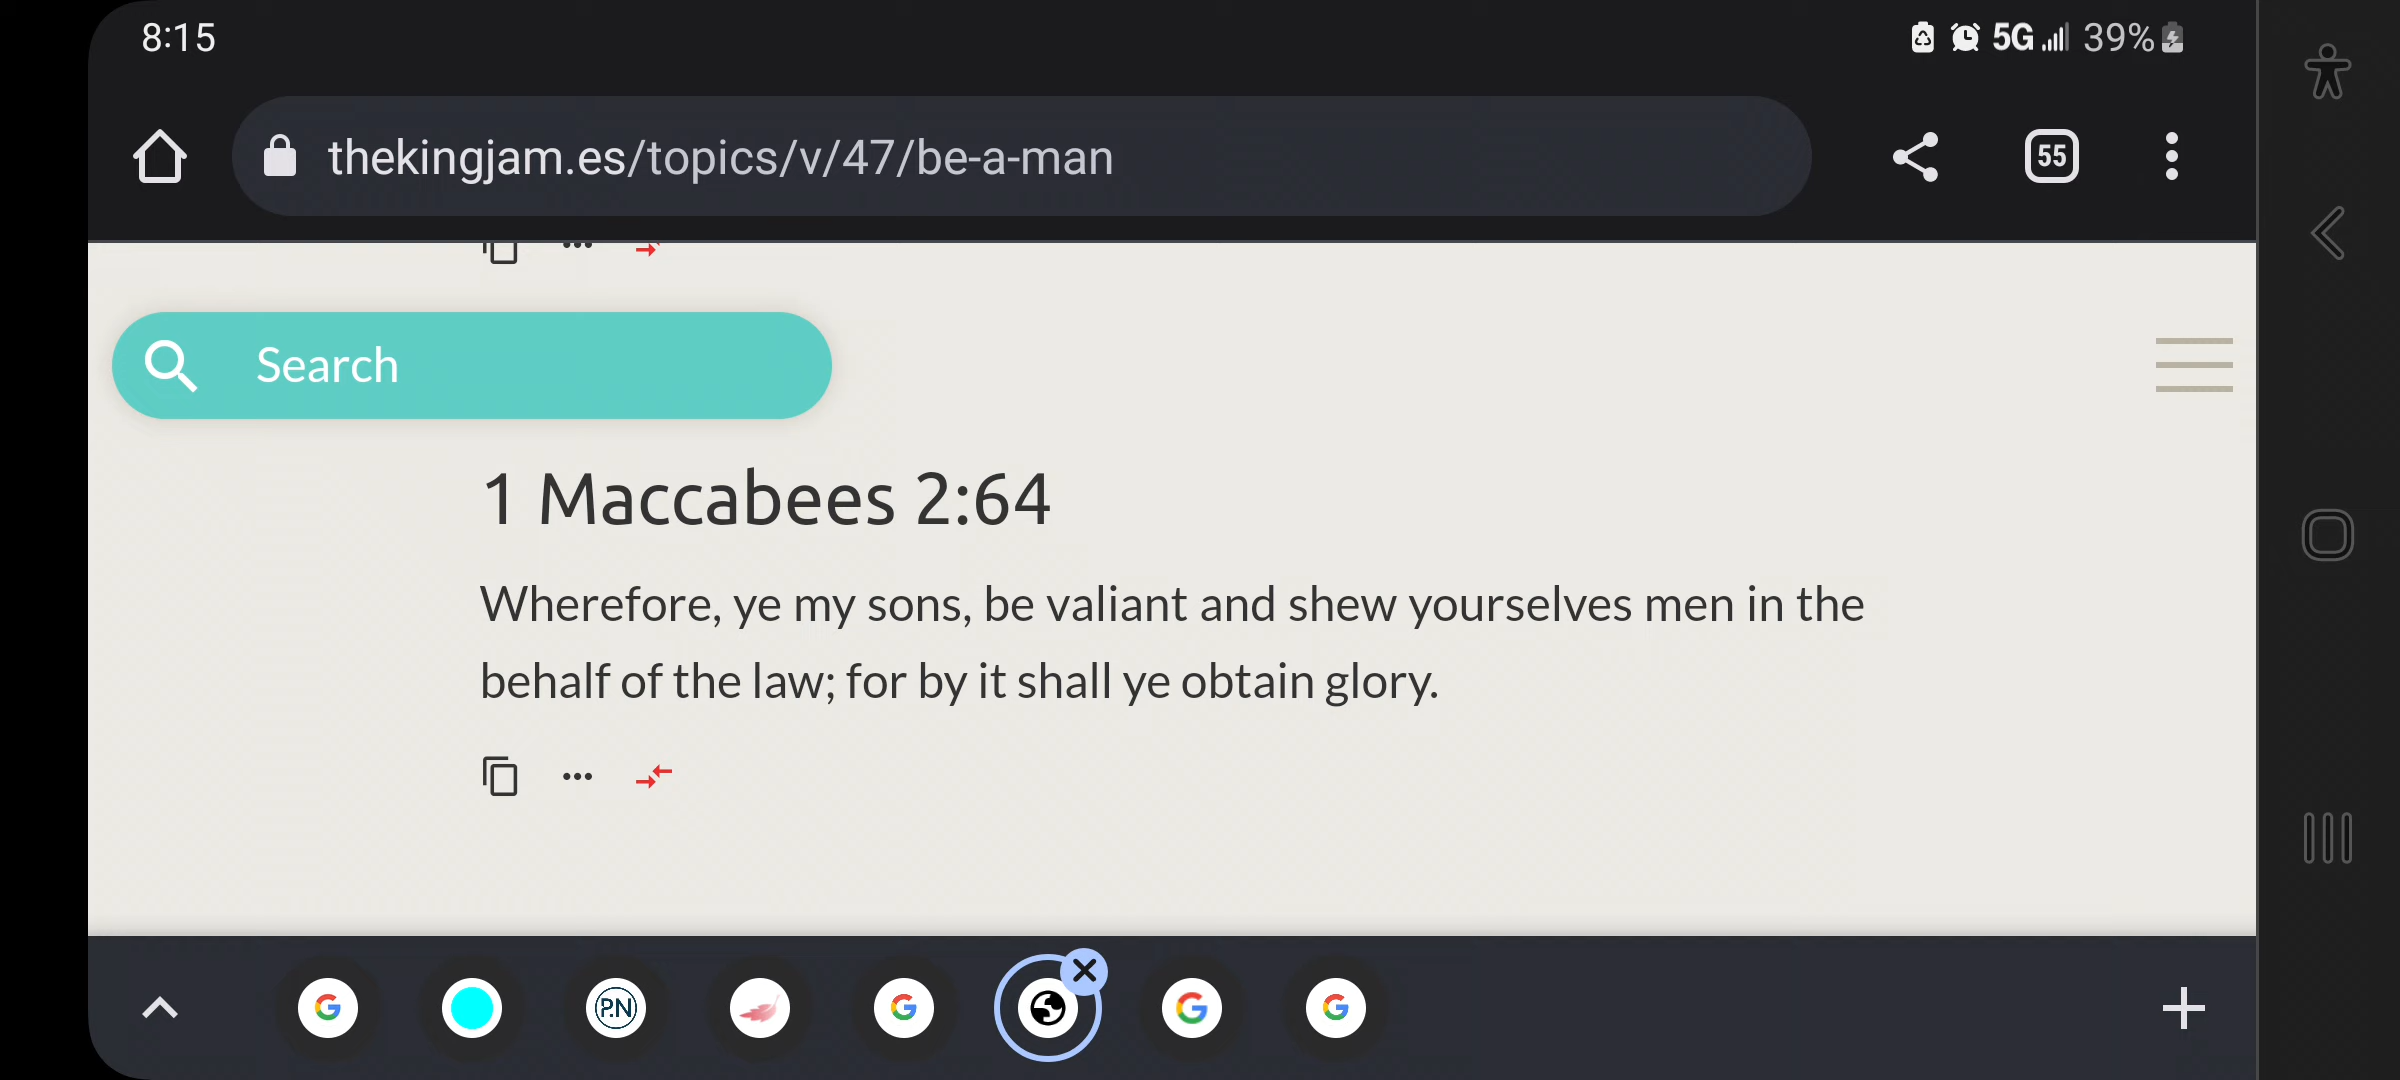 8:15
5G 39%
thekingjam.es/topics/v/47/be-a-man
55
Search
1 Maccabees 2:64
Wherefore, ye my sons, be valiant and shew yourselves men in the
behalf of the law; for by it shall ye obtain glory.
G P.N G G G